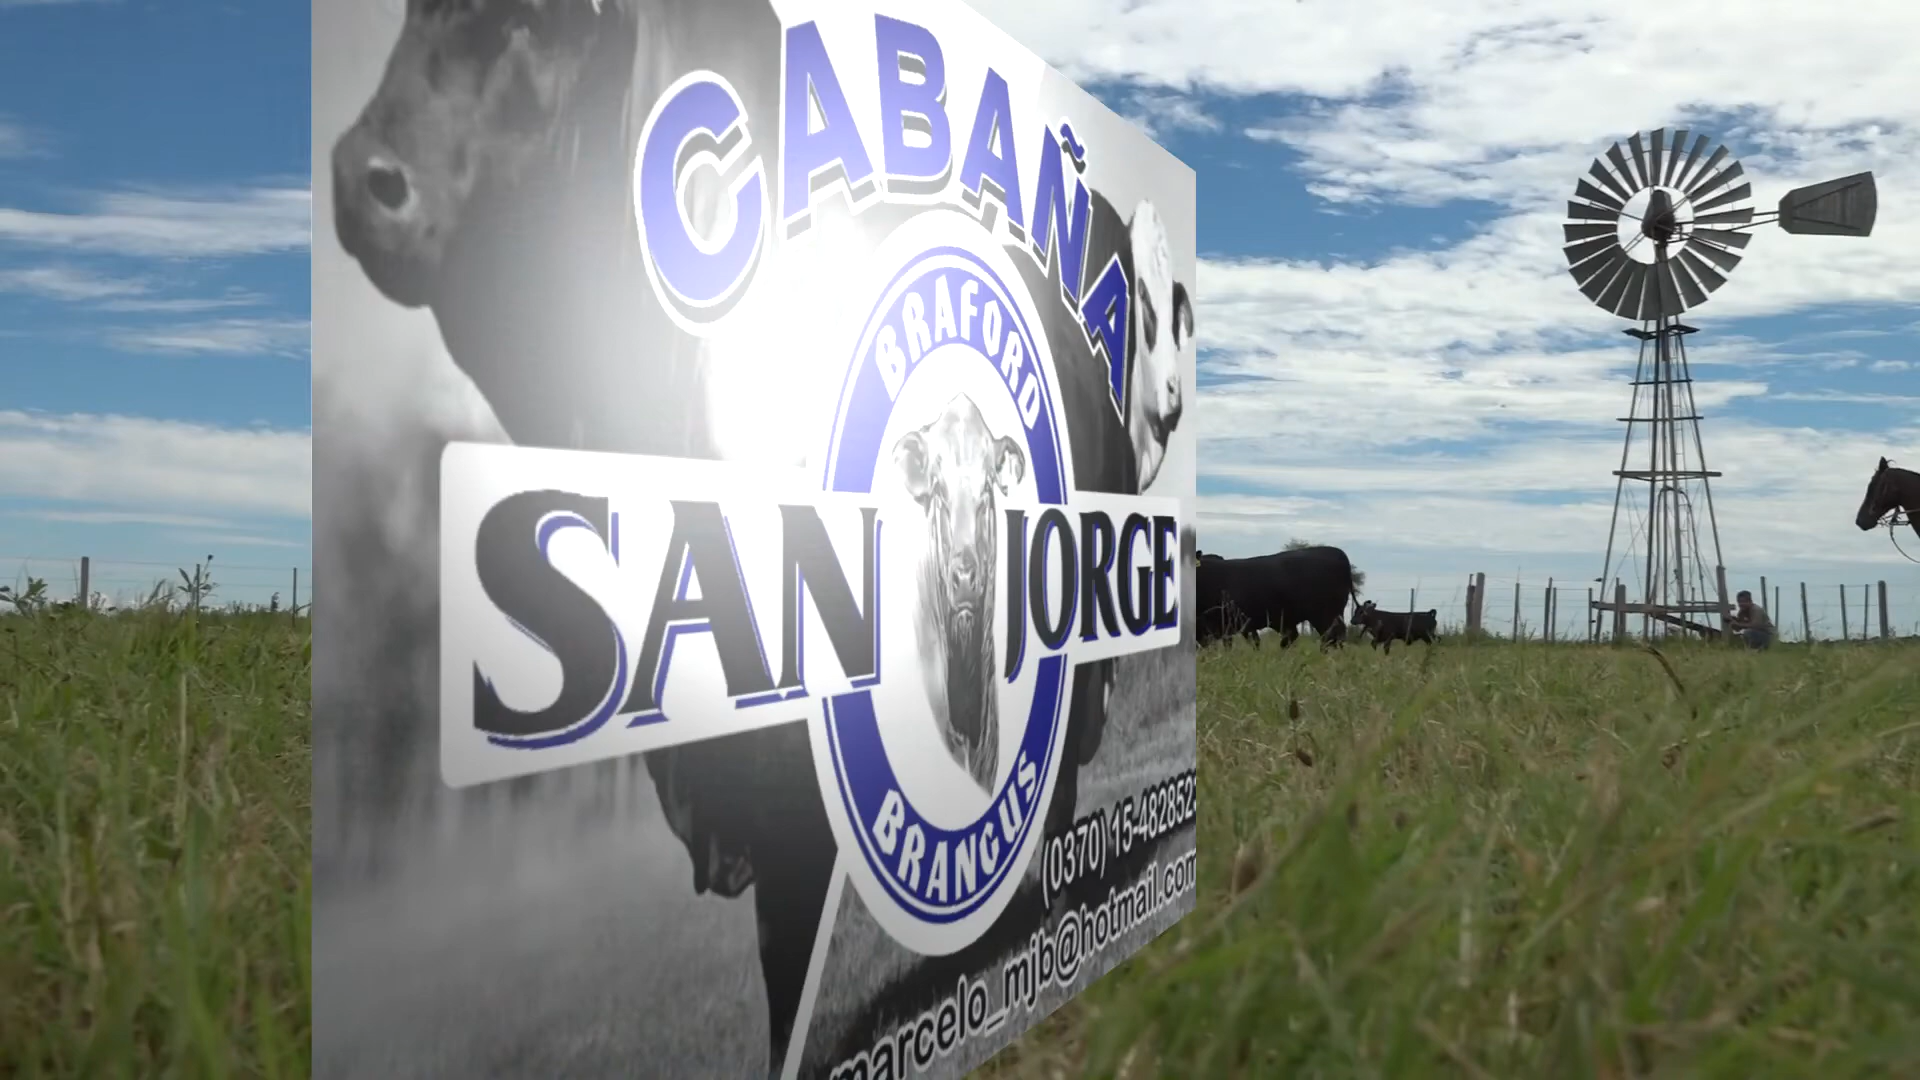 CABAÑA
BRAFORD
SAN JORGE
BRANGUS
(0370) 15-482852
marcelo_mjb@hotmail.com